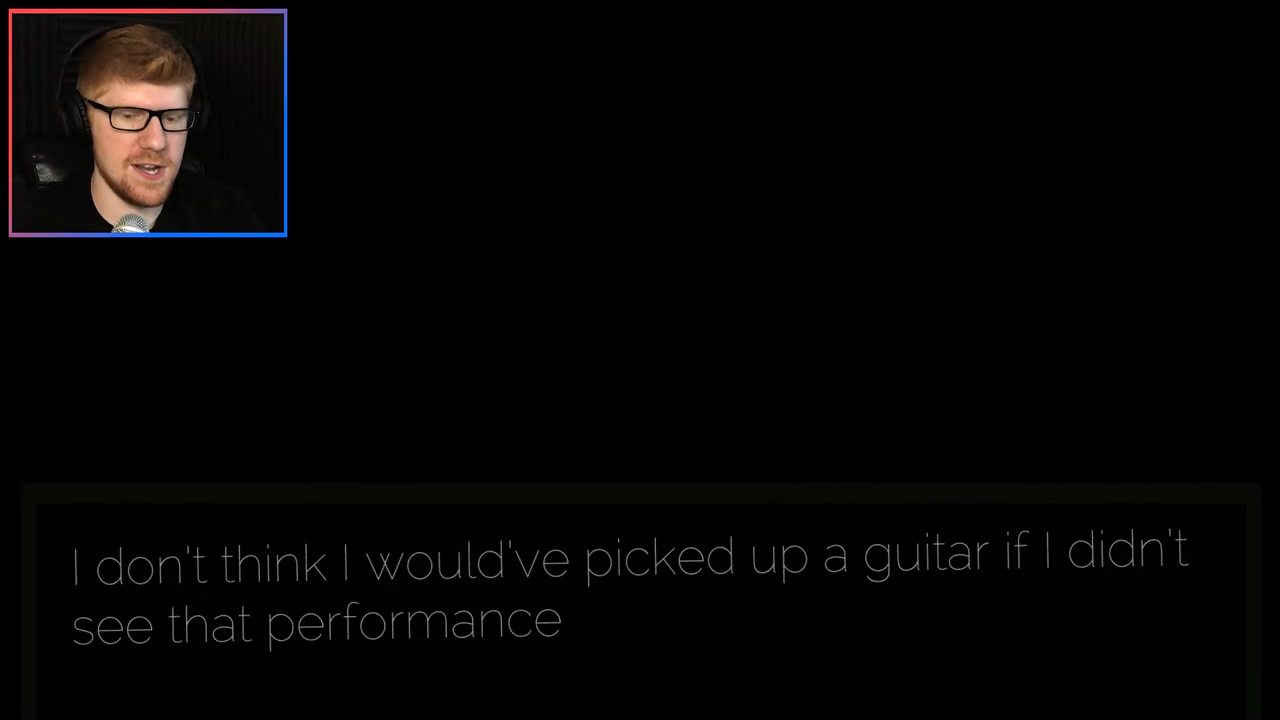 I don't think I would've picked up a guitar if I didn't
see that performance